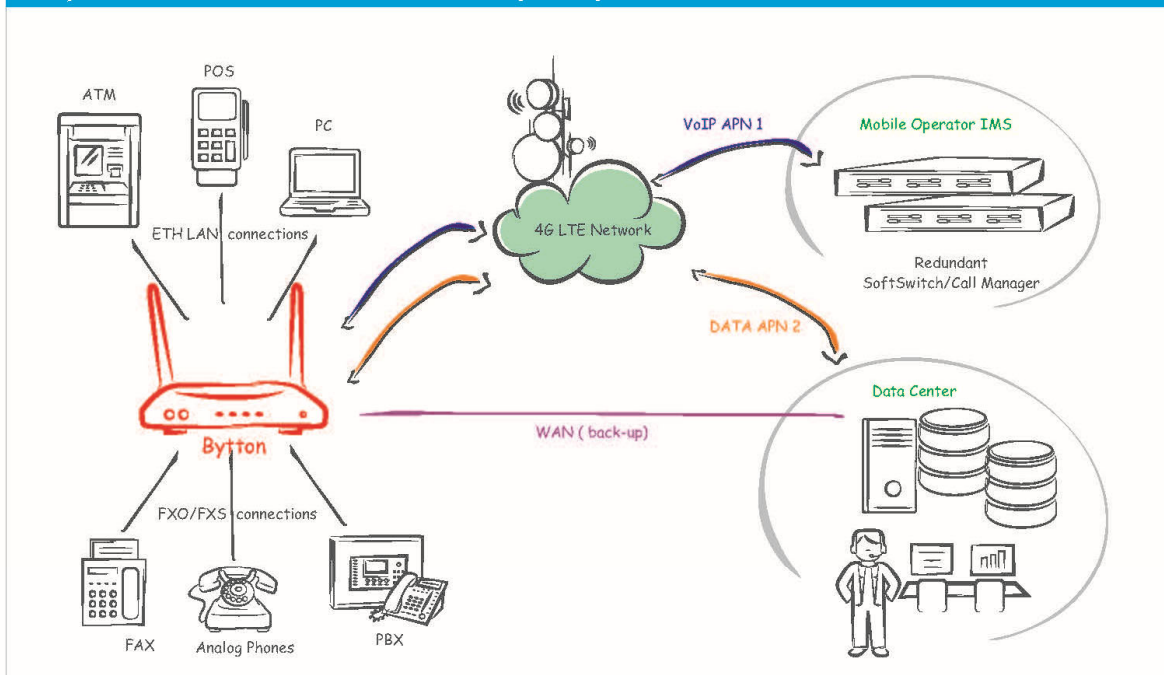 POS
ATM
PC
ETH LAN connections
Bytton
FXO/FXS connections
FAX
Analog Phones
PBX
4G LTE Network
VoIP APN 1
Mobile Operator IMS
Redundant
SoftSwitch/Call Manager
DATA APN 2
WAN ( back-up)
Data Center